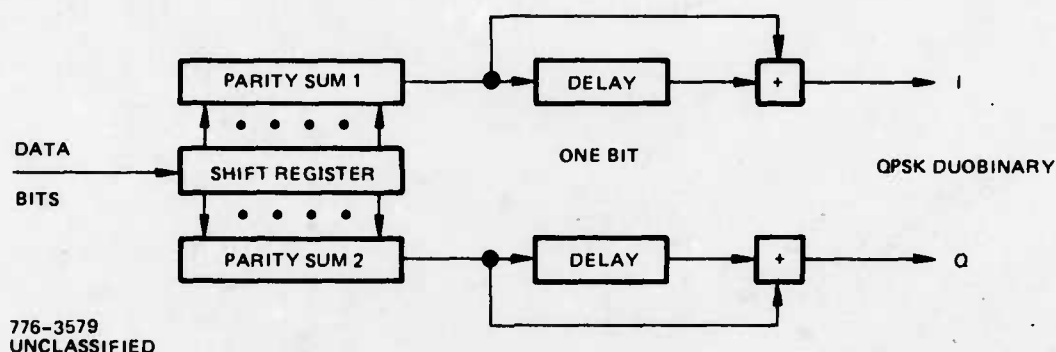 PARITY SUM 1
DELAY
+
I
DATA
BITS
SHIFT REGISTER
ONE BIT
QPSK DUOBINARY
PARITY SUM 2
DELAY
+
Q
776-3579
UNCLASSIFIED